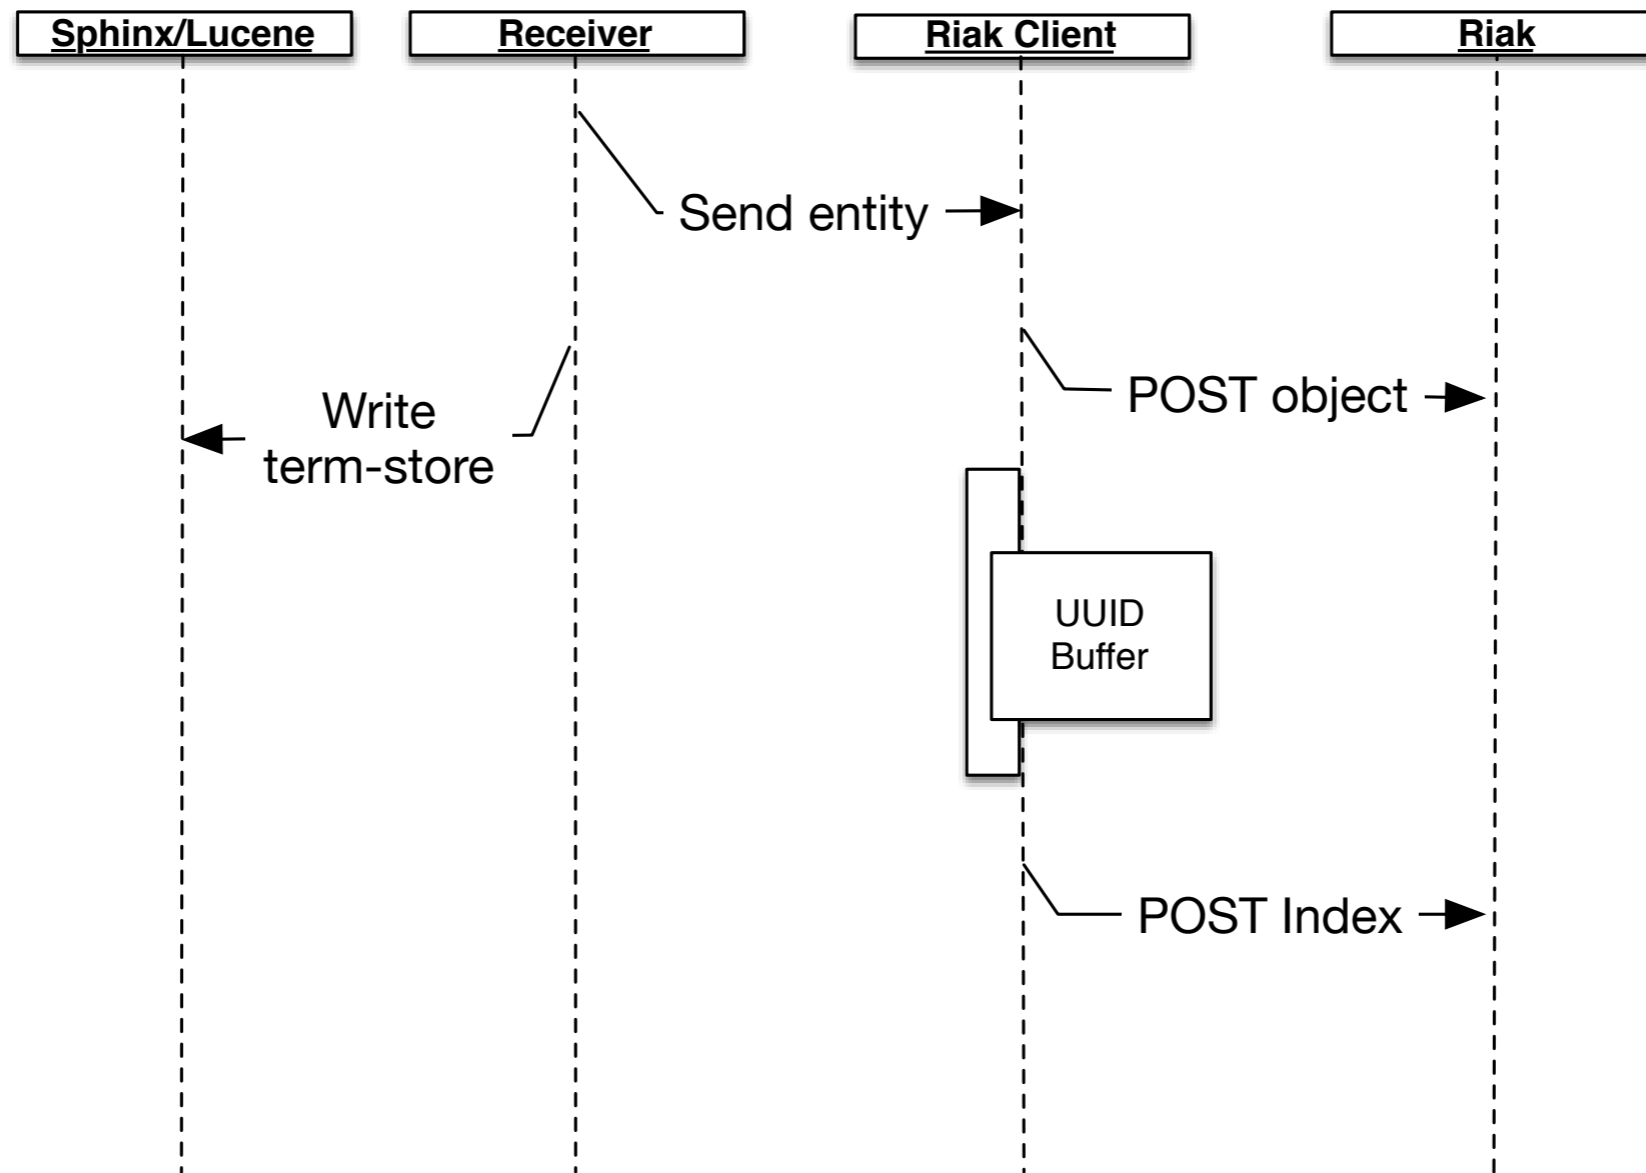 Sphinx/Lucene
Receiver
Riak Client
Riak
Send entity
POST object
Write
term-store
UUID
Buffer
POST Index